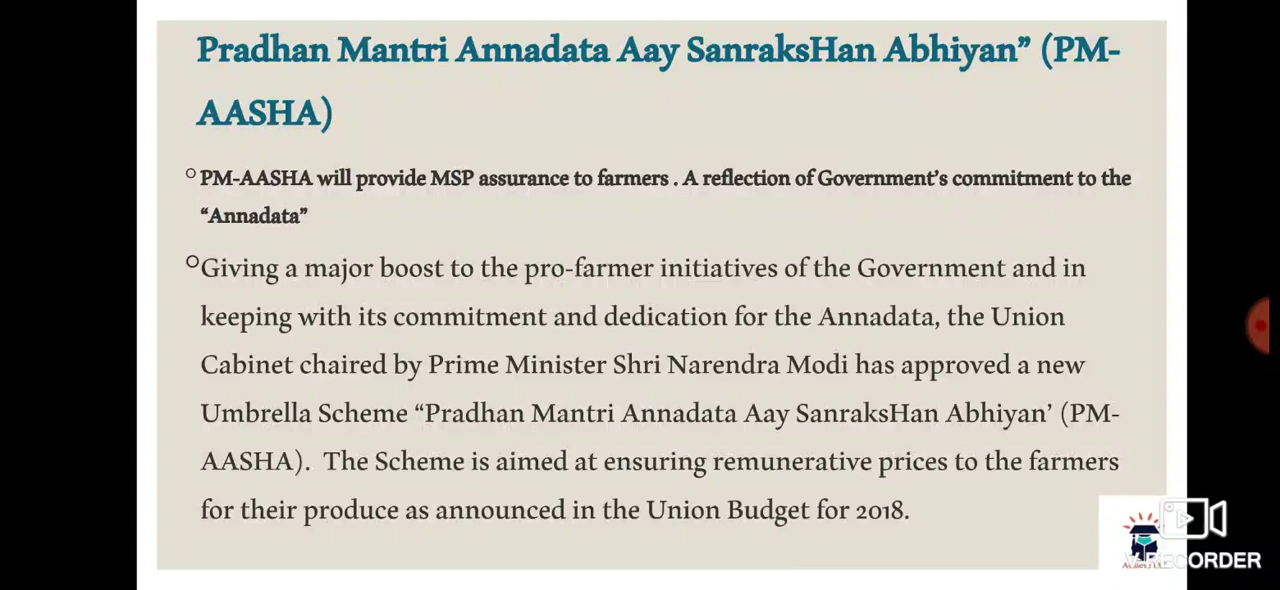 Pradhan Mantri Annadata Aay SanraksHan Abhiyan” (PM-
AASHA)
PM-AASHA will provide MSP assurance to farmers . A reflection of Government’s commitment to the
“Annadata”
Giving a major boost to the pro-farmer initiatives of the Government and in
keeping with its commitment and dedication for the Annadata, the Union
Cabinet chaired by Prime Minister Shri Narendra Modi has approved a new
Umbrella Scheme “Pradhan Mantri Annadata Aay SanraksHan Abhiyan’ (PM-
AASHA).  The Scheme is aimed at ensuring remunerative prices to the farmers
for their produce as announced in the Union Budget for 2018.